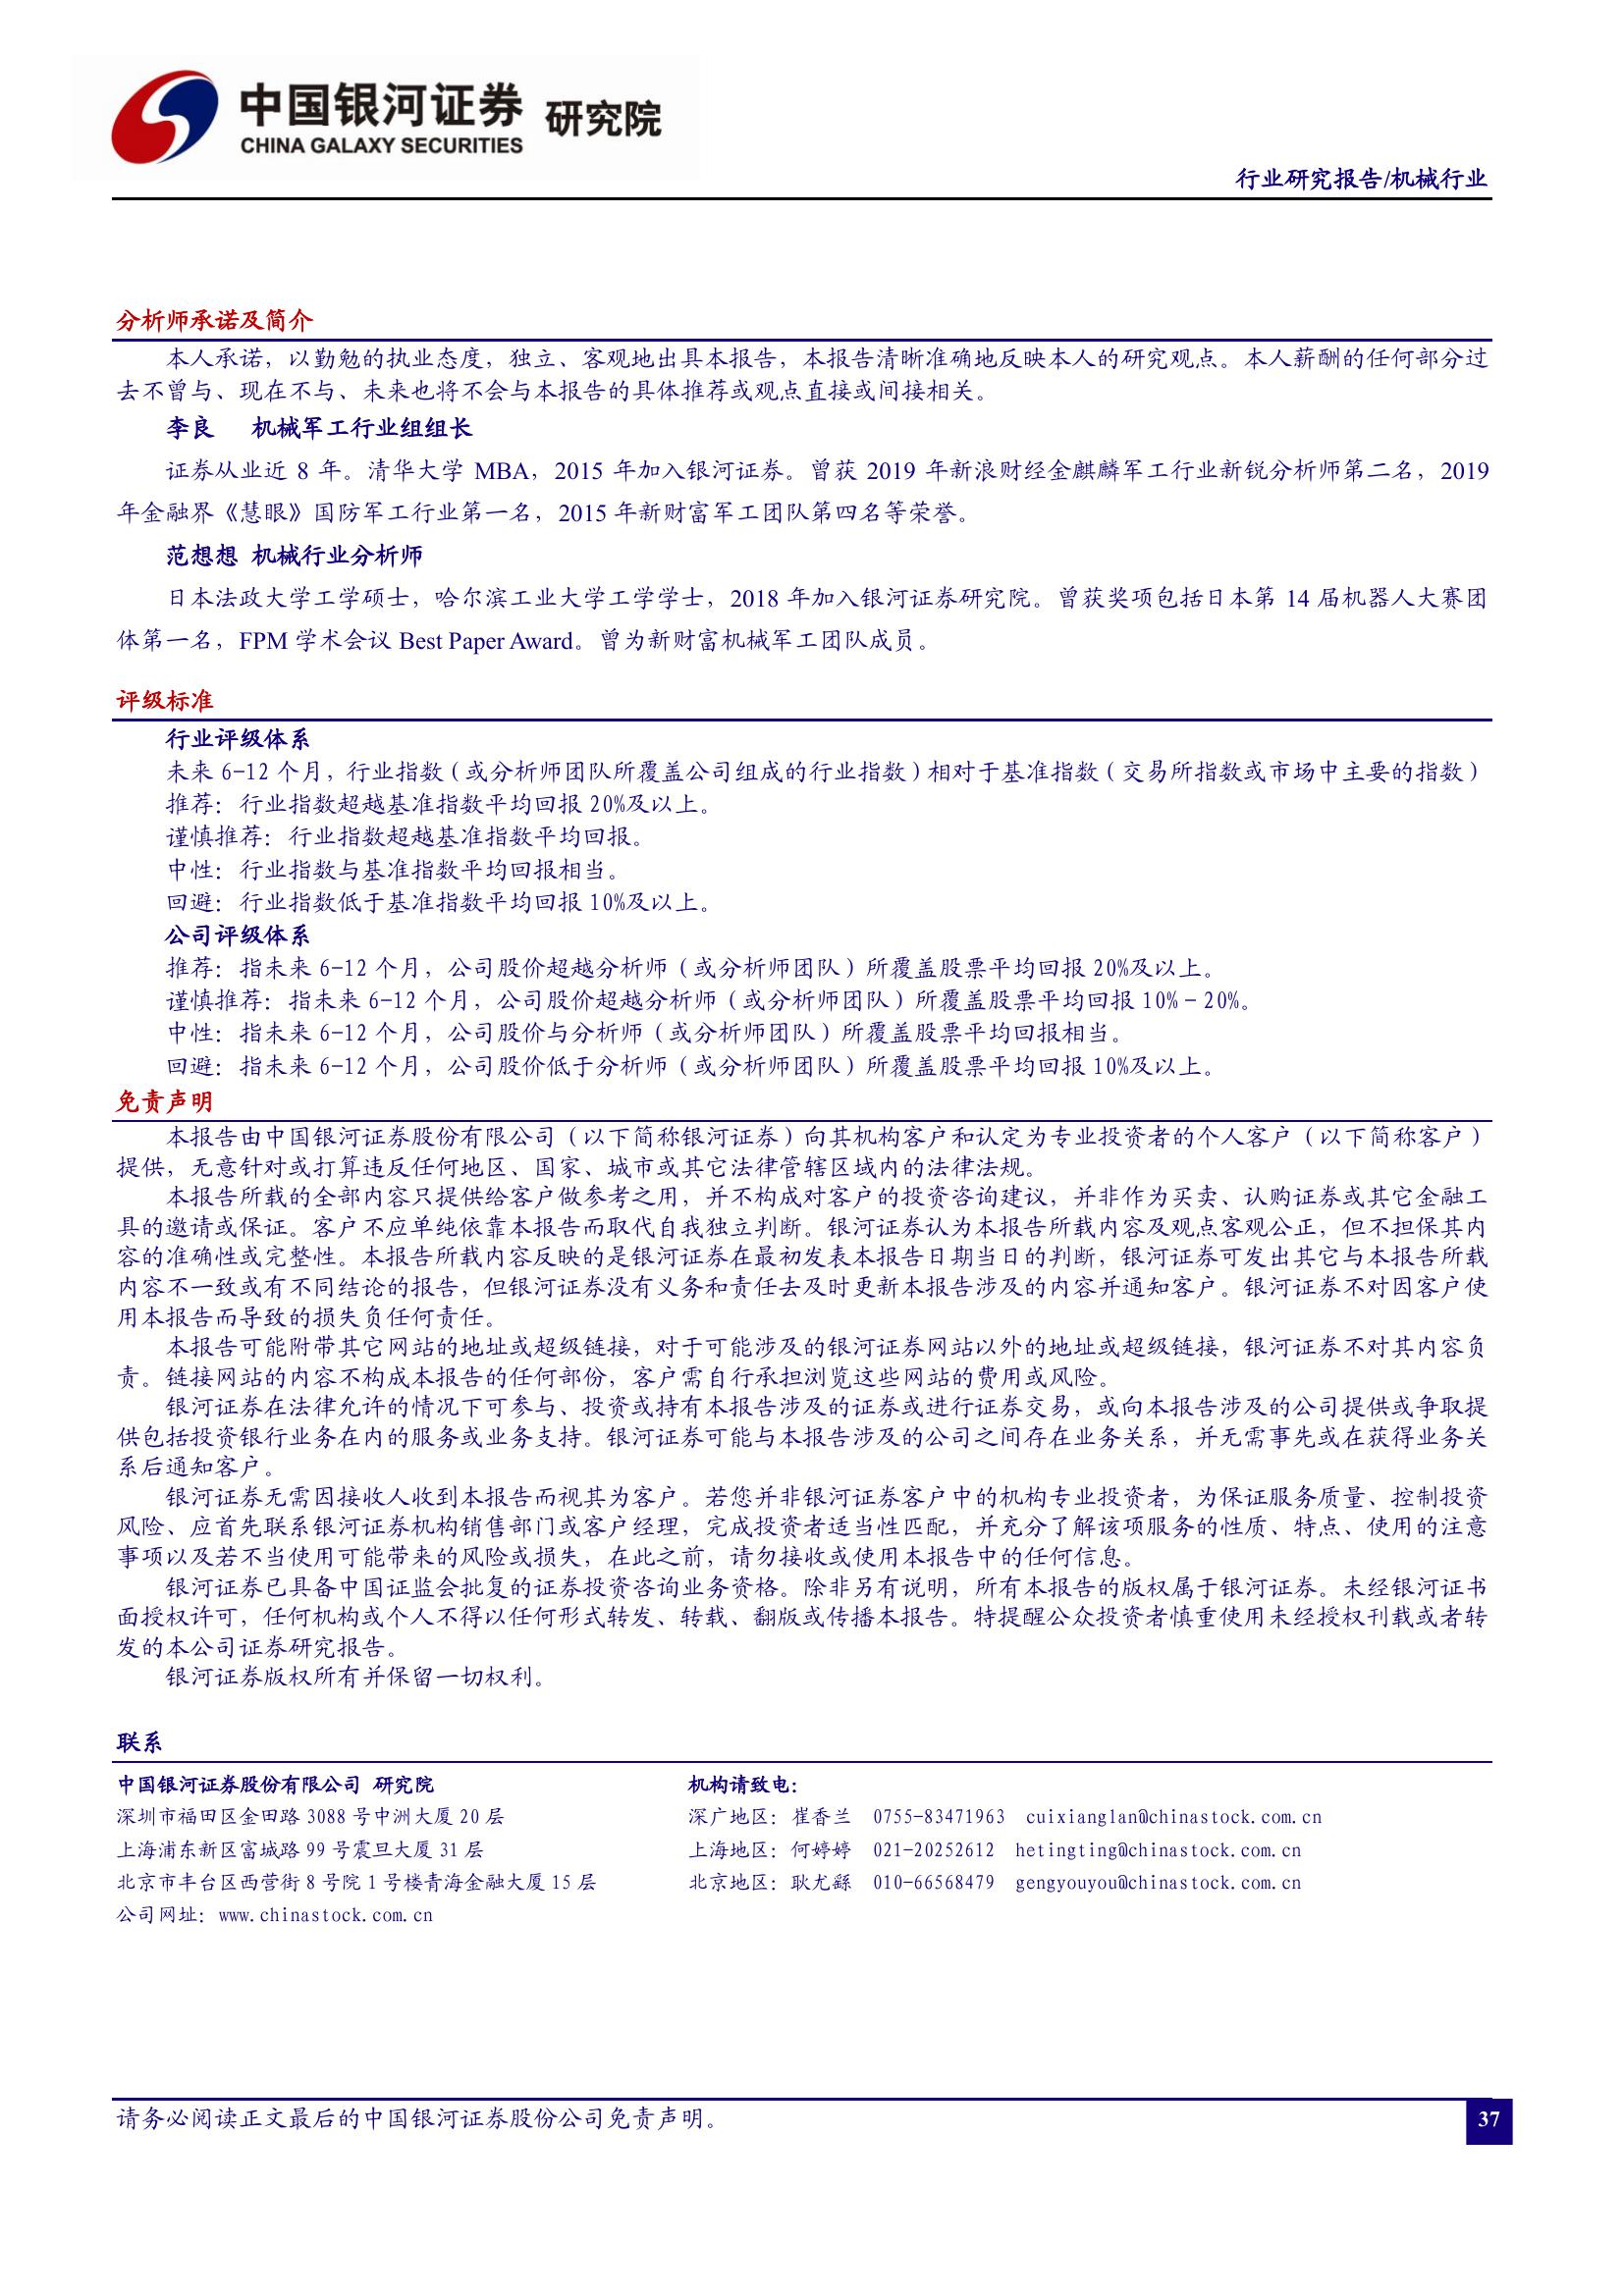 中国银河证券 研究院
CHINA GALAXY SECURITIES
行业研究报告/机械行业
分析师承诺及简介
本人承诺，以勤勉的执业态度，独立、客观地出具本报告，本报告清晰准确地反映本人的研究观点。本人薪酬的任何部分过
去不曾与、现在不与、未来也将不会与本报告的具体推荐或观点直接或间接相关。
李良 机械军工行业组组长
证券从业近 8 年。清华大学 MBA，2015 年加入银河证券。曾获 2019 年新浪财经金麒麟军工行业新锐分析师第二名，2019
年金融界《慧眼》国防军工行业第一名，2015 年新财富军工团队第四名等荣誉。
范想想 机械行业分析师
日本法政大学工学硕士，哈尔滨工业大学工学学士，2018 年加入银河证券研究院。曾获奖项包括日本第 14 届机器人大赛团
体第一名，FPM 学术会议 Best Paper Award。曾为新财富机械军工团队成员。
评级标准
行业评级体系
未来 6-12 个月，行业指数（或分析师团队所覆盖公司组成的行业指数）相对于基准指数（交易所指数或市场中主要的指数）
推荐：行业指数超越基准指数平均回报 20%及以上。
谨慎推荐：行业指数超越基准指数平均回报。
中性：行业指数与基准指数平均回报相当。
回避：行业指数低于基准指数平均回报 10%及以上。
公司评级体系
推荐：指未来 6-12 个月，公司股价超越分析师（或分析师团队）所覆盖股票平均回报 20%及以上。
谨慎推荐：指未来 6-12 个月，公司股价超越分析师（或分析师团队）所覆盖股票平均回报 10%－20%。
中性：指未来 6-12 个月，公司股价与分析师（或分析师团队）所覆盖股票平均回报相当。
回避：指未来 6-12 个月，公司股价低于分析师（或分析师团队）所覆盖股票平均回报 10%及以上。
免责声明
本报告由中国银河证券股份有限公司（以下简称银河证券）向其机构客户和认定为专业投资者的个人客户（以下简称客户）
提供，无意针对或打算违反任何地区、国家、城市或其它法律管辖区域内的法律法规。
本报告所载的全部内容只提供给客户做参考之用，并不构成对客户的投资咨询建议，并非作为买卖、认购证券或其它金融工
具的邀请或保证。客户不应单纯依靠本报告而取代自我独立判断。银河证券认为本报告所载内容及观点客观公正，但不担保其内
容的准确性或完整性。本报告所载内容反映的是银河证券在最初发表本报告日期当日的判断，银河证券可发出其它与本报告所载
内容不一致或有不同结论的报告，但银河证券没有义务和责任去及时更新本报告涉及的内容并通知客户。银河证券不对因客户使
用本报告而导致的损失负任何责任。
本报告可能附带其它网站的地址或超级链接，对于可能涉及的银河证券网站以外的地址或超级链接，银河证券不对其内容负
责。链接网站的内容不构成本报告的任何部份，客户需自行承担浏览这些网站的费用或风险。
银河证券在法律允许的情况下可参与、投资或持有本报告涉及的证券或进行证券交易，或向本报告涉及的公司提供或争取提
供包括投资银行业务在内的服务或业务支持。银河证券可能与本报告涉及的公司之间存在业务关系，并无需事先或在获得业务关
系后通知客户。
银河证券无需因接收人收到本报告而视其为客户。若您并非银河证券客户中的机构专业投资者，为保证服务质量、控制投资
风险、应首先联系银河证券机构销售部门或客户经理，完成投资者适当性匹配，并充分了解该项服务的性质、特点、使用的注意
事项以及若不当使用可能带来的风险或损失，在此之前，请勿接收或使用本报告中的任何信息。
银河证券已具备中国证监会批复的证券投资咨询业务资格。除非另有说明，所有本报告的版权属于银河证券。未经银河证书
面授权许可，任何机构或个人不得以任何形式转发、转载、翻版或传播本报告。特提醒公众投资者慎重使用未经授权刊载或者转
发的本公司证券研究报告。
银河证券版权所有并保留一切权利。
联系
中国银河证券股份有限公司 研究院
深圳市福田区金田路 3088 号中洲大厦 20 层
上海浦东新区富城路 99 号震旦大厦 31 层
北京市丰台区西营街 8 号院 1 号楼青海金融大厦 15 层
公司网址：www.chinastock.com.cn
机构请致电：
深广地区：崔香兰 0755-83471963 cuixianglan@chinastock.com.cn
上海地区：何婷婷 021-20252612 hetingting@chinastock.com.cn
北京地区：耿尤繇 010-66568479 gengyouyou@chinastock.com.cn
请务必阅读正文最后的中国银河证券股份公司免责声明。
37